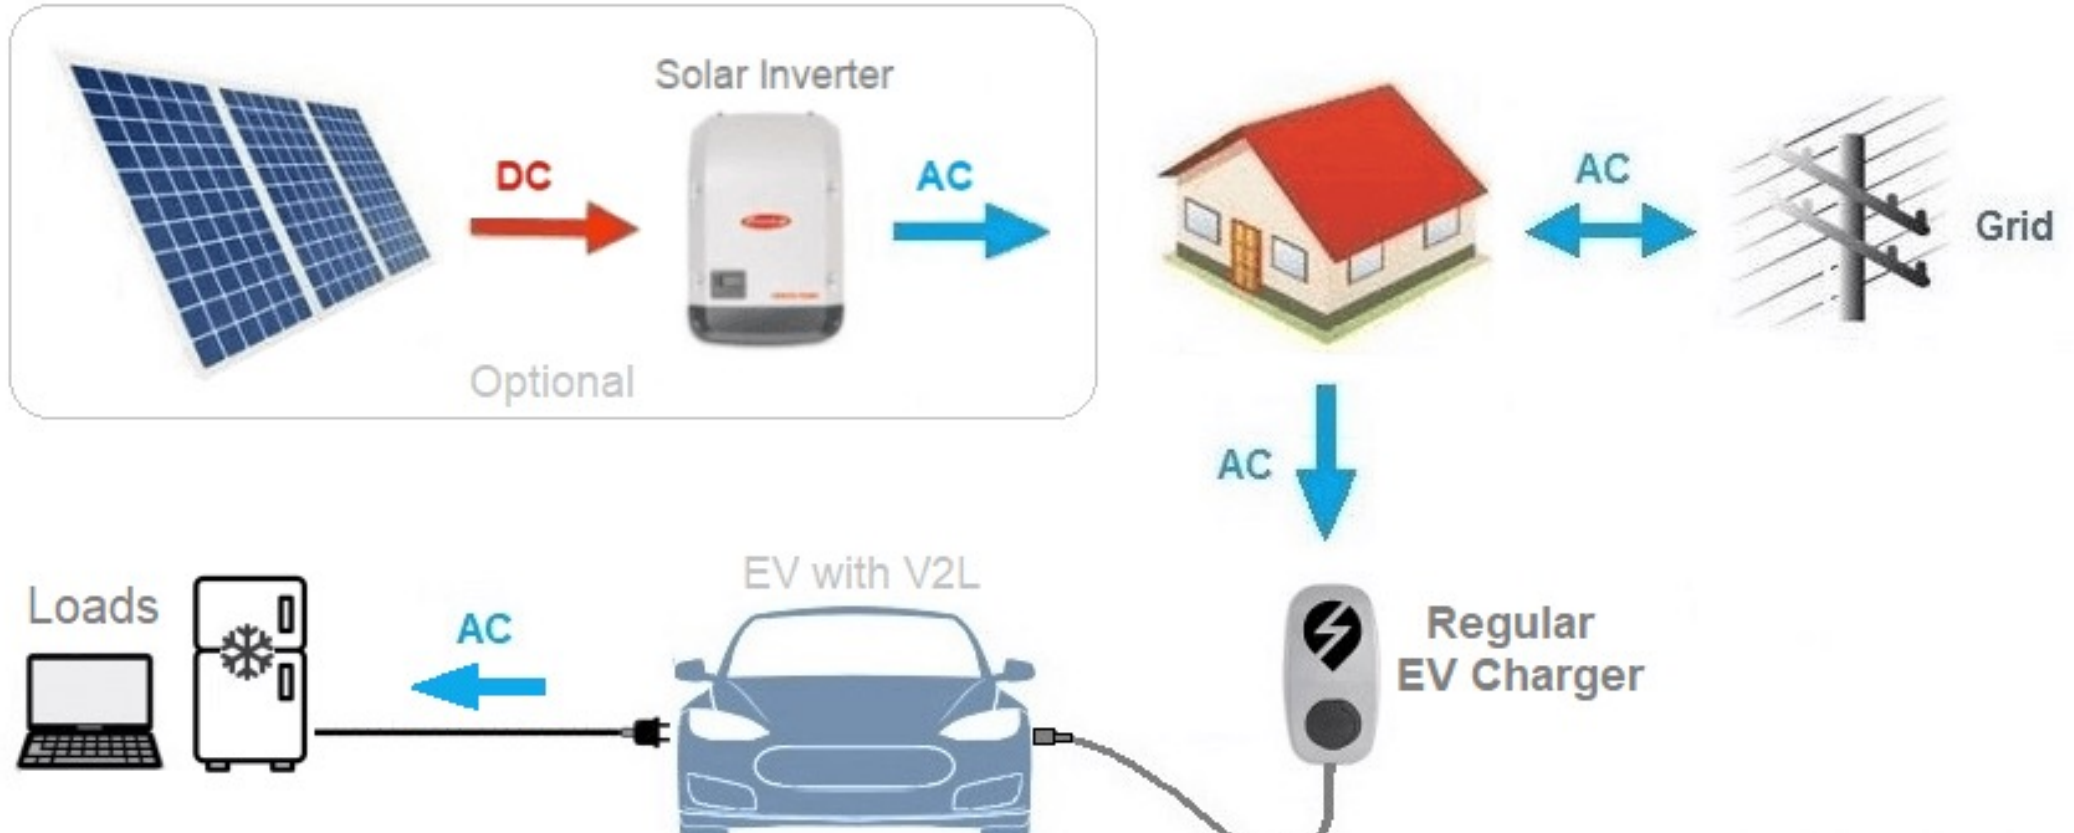 Solar Inverter
DC
AC
Optional
AC
Grid
AC
Loads
AC
EV with V2L
Regular
EV Charger